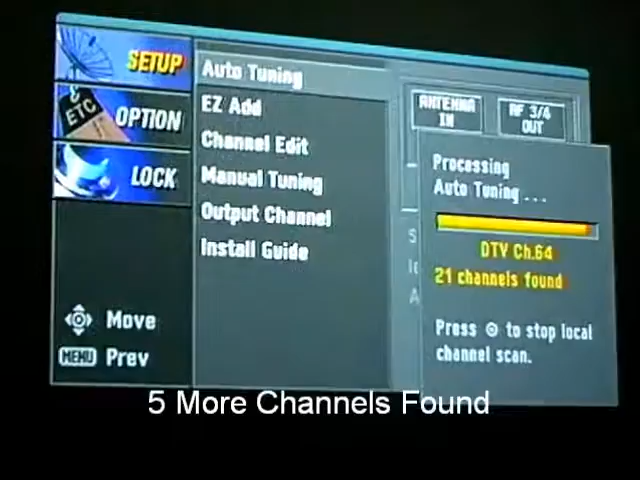 SETUP
ETC
OPTION
LOCK
Auto Tuning
EZ Add
Channel Edit
Manual Tuning
Output Channel
Install Guide
ANTENNA
IN
RF 3/4
OUT
Processing
Auto Tuning...
DTV Ch.64
21 channels found
Press ⊙ to stop local
channel scan.
Move
MENU Prev
5 More Channels Found